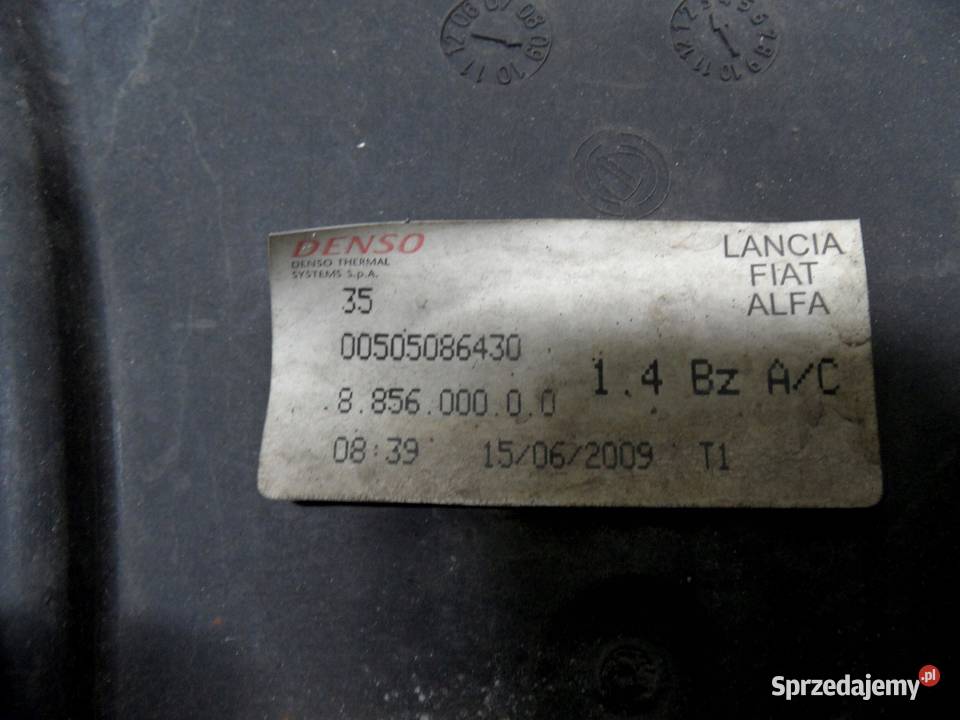 DENSO
DENSO THERMAL
SYSTEMS S.p.A.
LANCIA
FIAT
ALFA
35
00505086430
1.4 Bz A/C
8.856.000.0.0
08:39 15/06/2009 T1
Sprzedajemy.pl